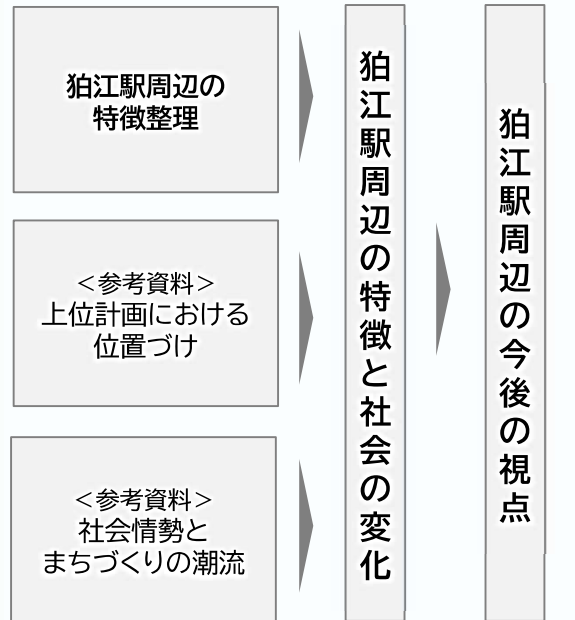 狛江駅周辺の
特徴整理
＜参考資料＞
上位計画における
位置づけ
＜参考資料＞
社会情勢と
まちづくりの潮流
狛江駅周辺の特徴と社会の変化
狛江駅周辺の今後の視点